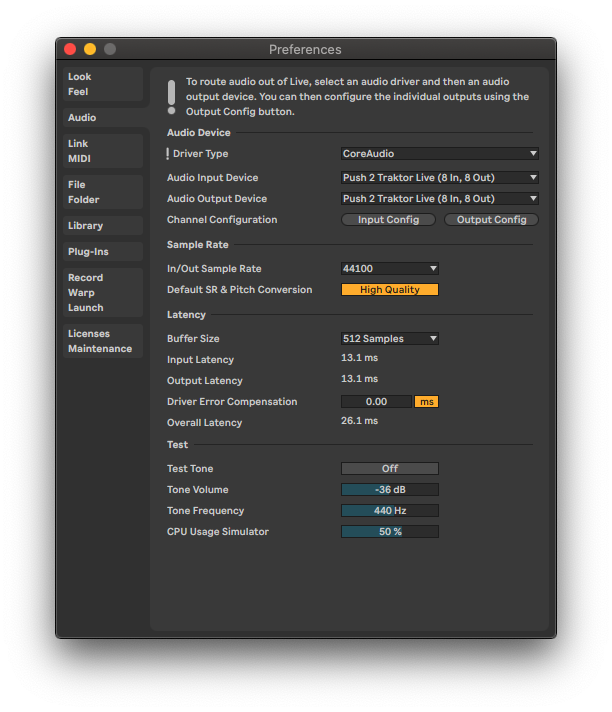 Preferences
Look
Feel
Audio
Link
MIDI
File
Folder
Library
Plug-Ins
Record
Warp
Launch
Licenses
Maintenance
To route audio out of Live, select an audio driver and then an audio
output device. You can then configure the individual outputs using the
Output Config button.
Audio Device
Driver Type CoreAudio
Audio Input Device Push 2 Traktor Live (8 In, 8 Out)
Audio Output Device Push 2 Traktor Live (8 In, 8 Out)
Channel Configuration Input Config Output Config
Sample Rate
In/Out Sample Rate 44100
Default SR & Pitch Conversion High Quality
Latency
Buffer Size 512 Samples
Input Latency 13.1 ms
Output Latency 13.1 ms
Driver Error Compensation 0.00 ms
Overall Latency 26.1 ms
Test
Test Tone Off
Tone Volume -36 dB
Tone Frequency 440 Hz
CPU Usage Simulator 50 %